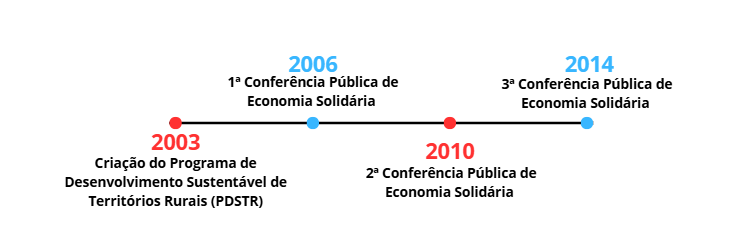 2006
1ª Conferência Pública de
Economia Solidária
2014
3ª Conferência Pública de
Economia Solidária
2003
Criação do Programa de
Desenvolvimento Sustentável de
Territórios Rurais (PDSTR)
2010
2ª Conferência Pública de
Economia Solidária